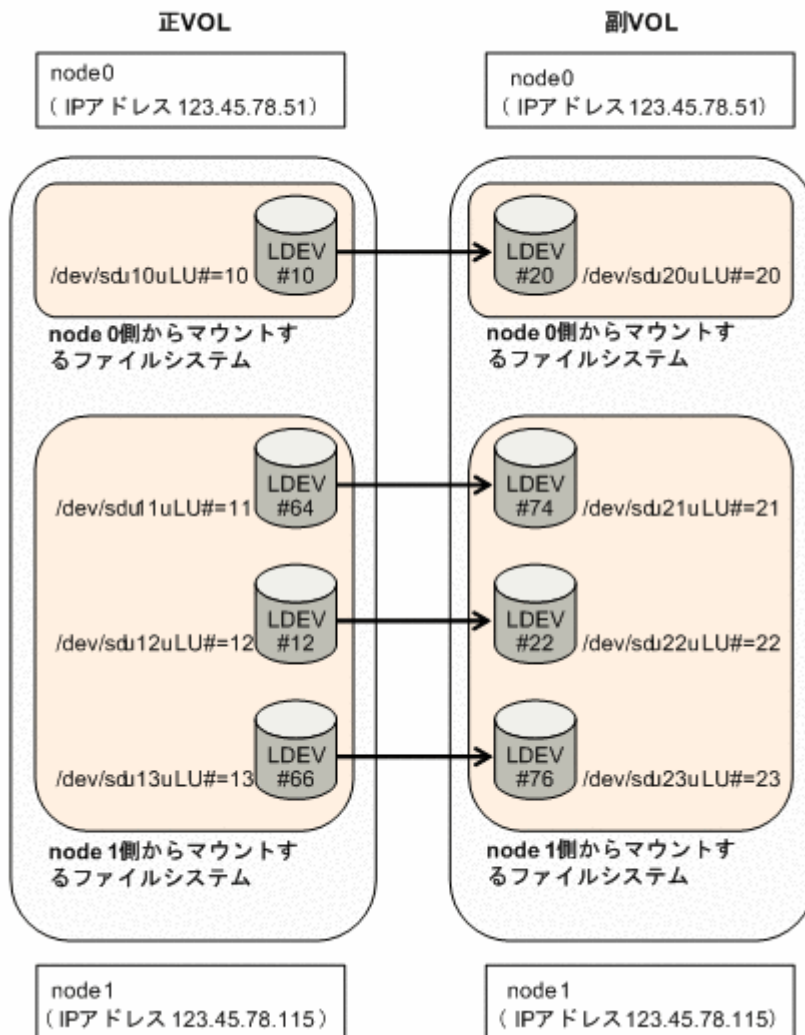 正VOL
副VOL
node0
（ IPアドレス 123.45.78.51）
node0
（ IPアドレス 123.45.78.51）
/dev/sdu10uLU#=10
LDEV
#10
LDEV
#20
/dev/sdu20uLU#=20
node 0側からマウントす
るファイルシステム
node 0側からマウントす
るファイルシステム
/dev/sdu11uLU#=11
LDEV
#64
LDEV
#74
/dev/sdu21uLU#=21
/dev/sdu12uLU#=12
LDEV
#12
LDEV
#22
/dev/sdu22uLU#=22
/dev/sdu13uLU#=13
LDEV
#66
LDEV
#76
/dev/sdu23uLU#=23
node 1側からマウントす
るファイルシステム
node 1側からマウントす
るファイルシステム
node1
（ IPアドレス 123.45.78.115）
node1
（ IPアドレス 123.45.78.115）